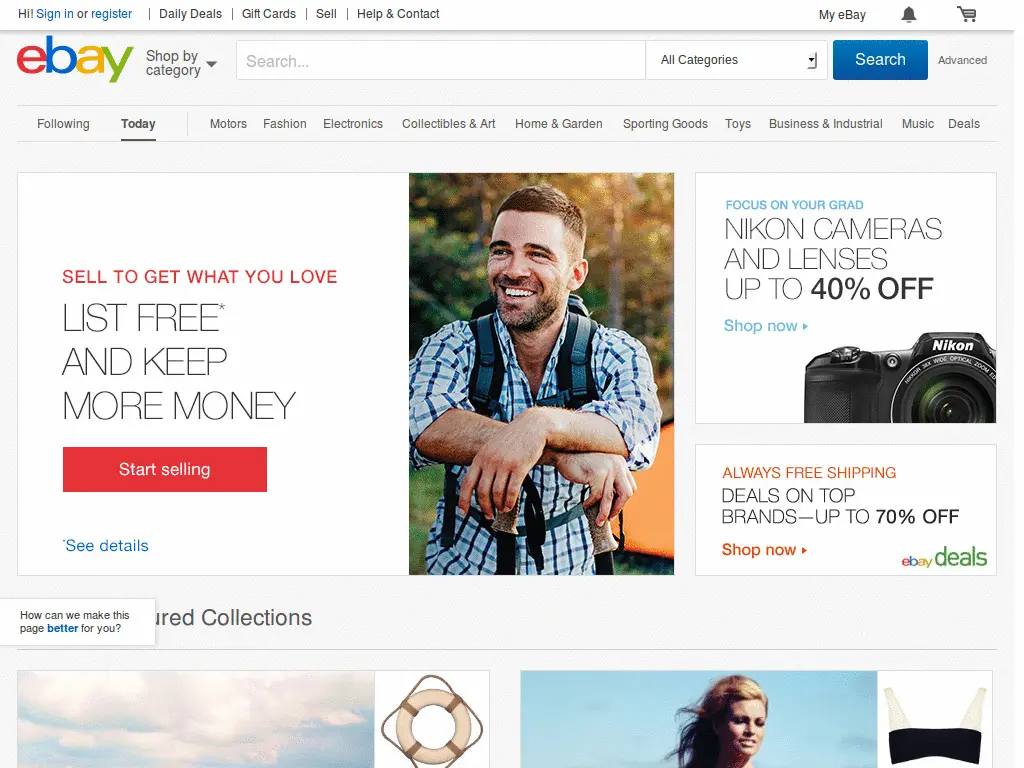 Hi! Sign in or register | Daily Deals | Gift Cards | Sell | Help & Contact
My eBay
ebay
Shop by
category
Search...
All Categories
Search
Advanced
Following
Today
Motors
Fashion
Electronics
Collectibles & Art
Home & Garden
Sporting Goods
Toys
Business & Industrial
Music
Deals
SELL TO GET WHAT YOU LOVE
LIST FREE*
AND KEEP
MORE MONEY
Start selling
*See details
FOCUS ON YOUR GRAD
NIKON CAMERAS
AND LENSES
UP TO 40% OFF
Shop now
Nikon
ALWAYS FREE SHIPPING
DEALS ON TOP
BRANDS—UP TO 70% OFF
Shop now
ebay deals
How can we make this
page better for you?
ured Collections